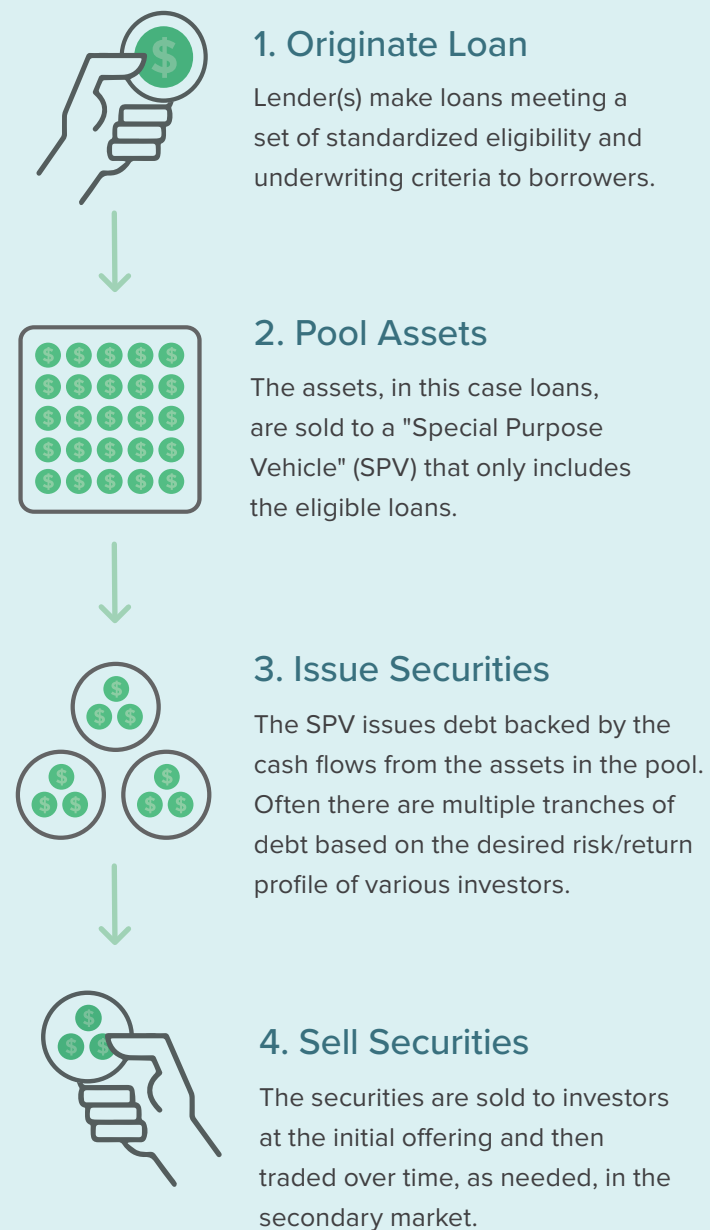 $
1. Originate Loan
Lender(s) make loans meeting a
set of standardized eligibility and
underwriting criteria to borrowers.
$ $ $ $ $
$ $ $ $ $
$ $ $ $ $
$ $ $ $ $
$ $ $ $ $
2. Pool Assets
The assets, in this case loans,
are sold to a "Special Purpose
Vehicle" (SPV) that only includes
the eligible loans.
$
$ $
$
$ $
$
$ $
3. Issue Securities
The SPV issues debt backed by the
cash flows from the assets in the pool.
Often there are multiple tranches of
debt based on the desired risk/return
profile of various investors.
$
$ $
4. Sell Securities
The securities are sold to investors
at the initial offering and then
traded over time, as needed, in the
secondary market.